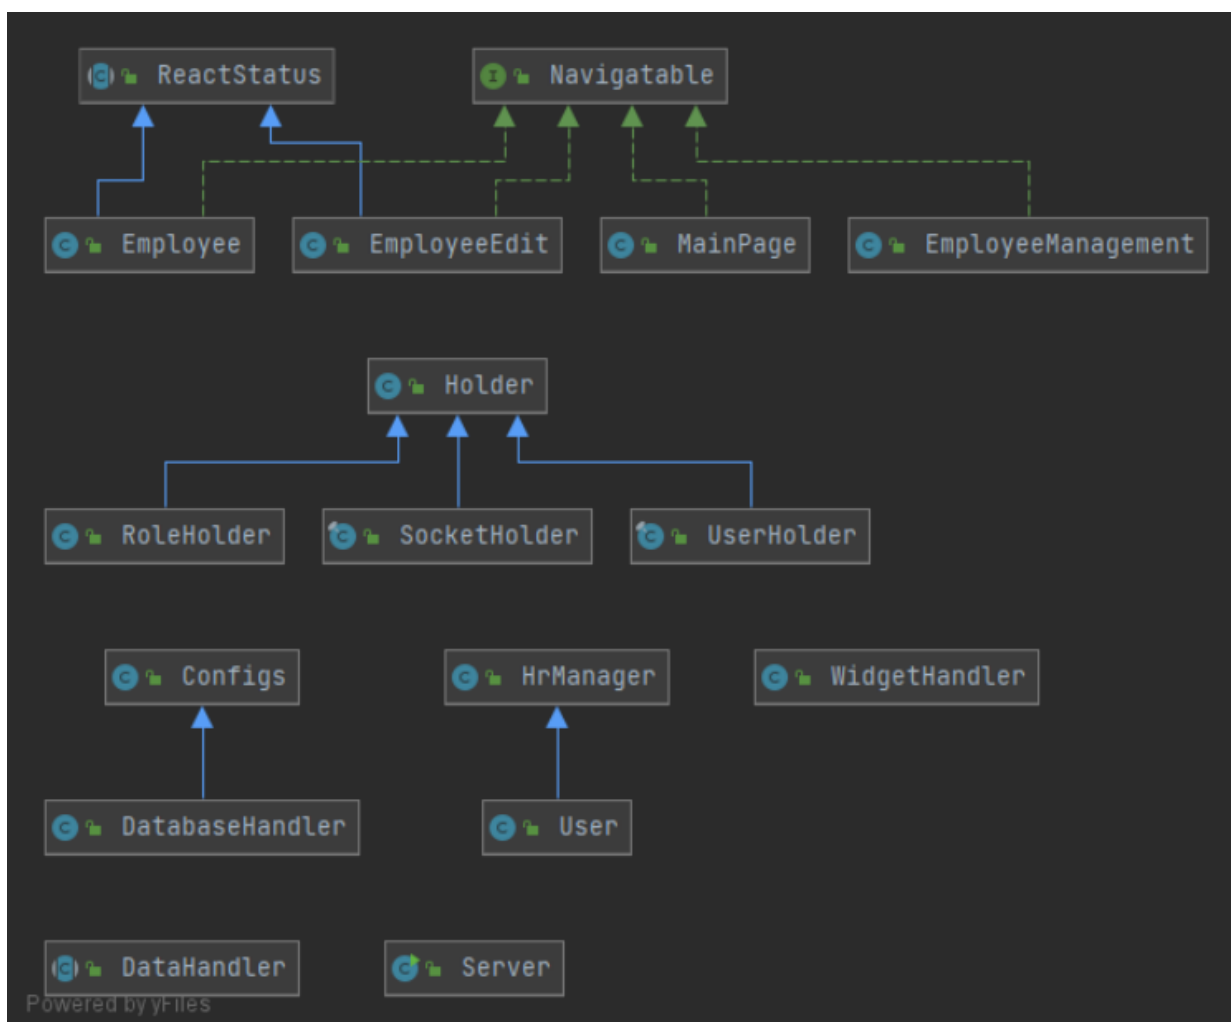 ReactStatus Navigatable
Employee EmployeeEdit MainPage EmployeeManagement
Holder
RoleHolder SocketHolder UserHolder
Configs HrManager WidgetHandler
DatabaseHandler User
DataHandler Server
Powered by yFiles